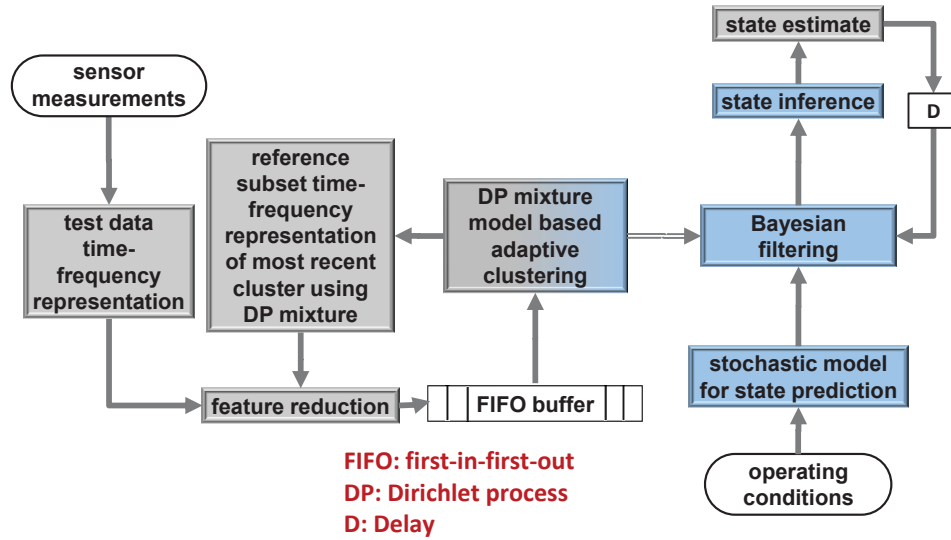 sensor
measurements
test data
time-
frequency
representation
reference
subset time-
frequency
representation
of most recent
cluster using
DP mixture
feature reduction
FIFO buffer
DP mixture
model based
adaptive
clustering
state estimate
state inference
D
Bayesian
filtering
stochastic model
for state prediction
operating
conditions
FIFO: first-in-first-out
DP: Dirichlet process
D: Delay